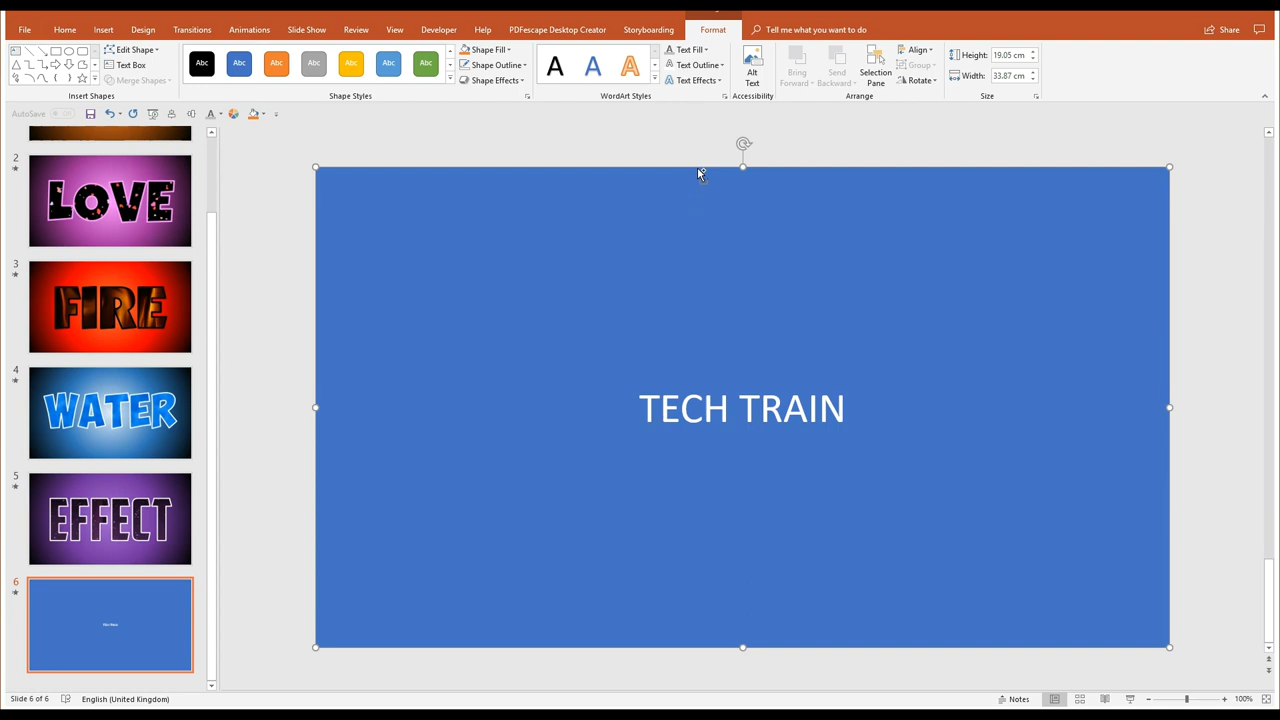 File Home Insert Design Transitions Animations Slide Show Review View Developer Help PDFescape Desktop Creator Storyboarding Format Tell me what you want to do Share
Edit Shape
Text Box
Merge Shapes
Insert Shapes
Abc Abc Abc Abc Abc Abc Abc
Shape Fill
Shape Outline
Shape Effects
Shape Styles
A A A
Text Fill
Text Outline
Text Effects
WordArt Styles
Alt
Text
Accessibility
Bring
Forward
Send
Backward
Selection
Pane
Align
Group
Rotate
Arrange
Height: 19.05 cm
Width: 33.87 cm
Size
AutoSave Off
2
LOVE
3
FIRE
4
WATER
5
EFFECT
6
TECH TRAIN
TECH TRAIN
Slide 6 of 6 English (United Kingdom) Notes 100%